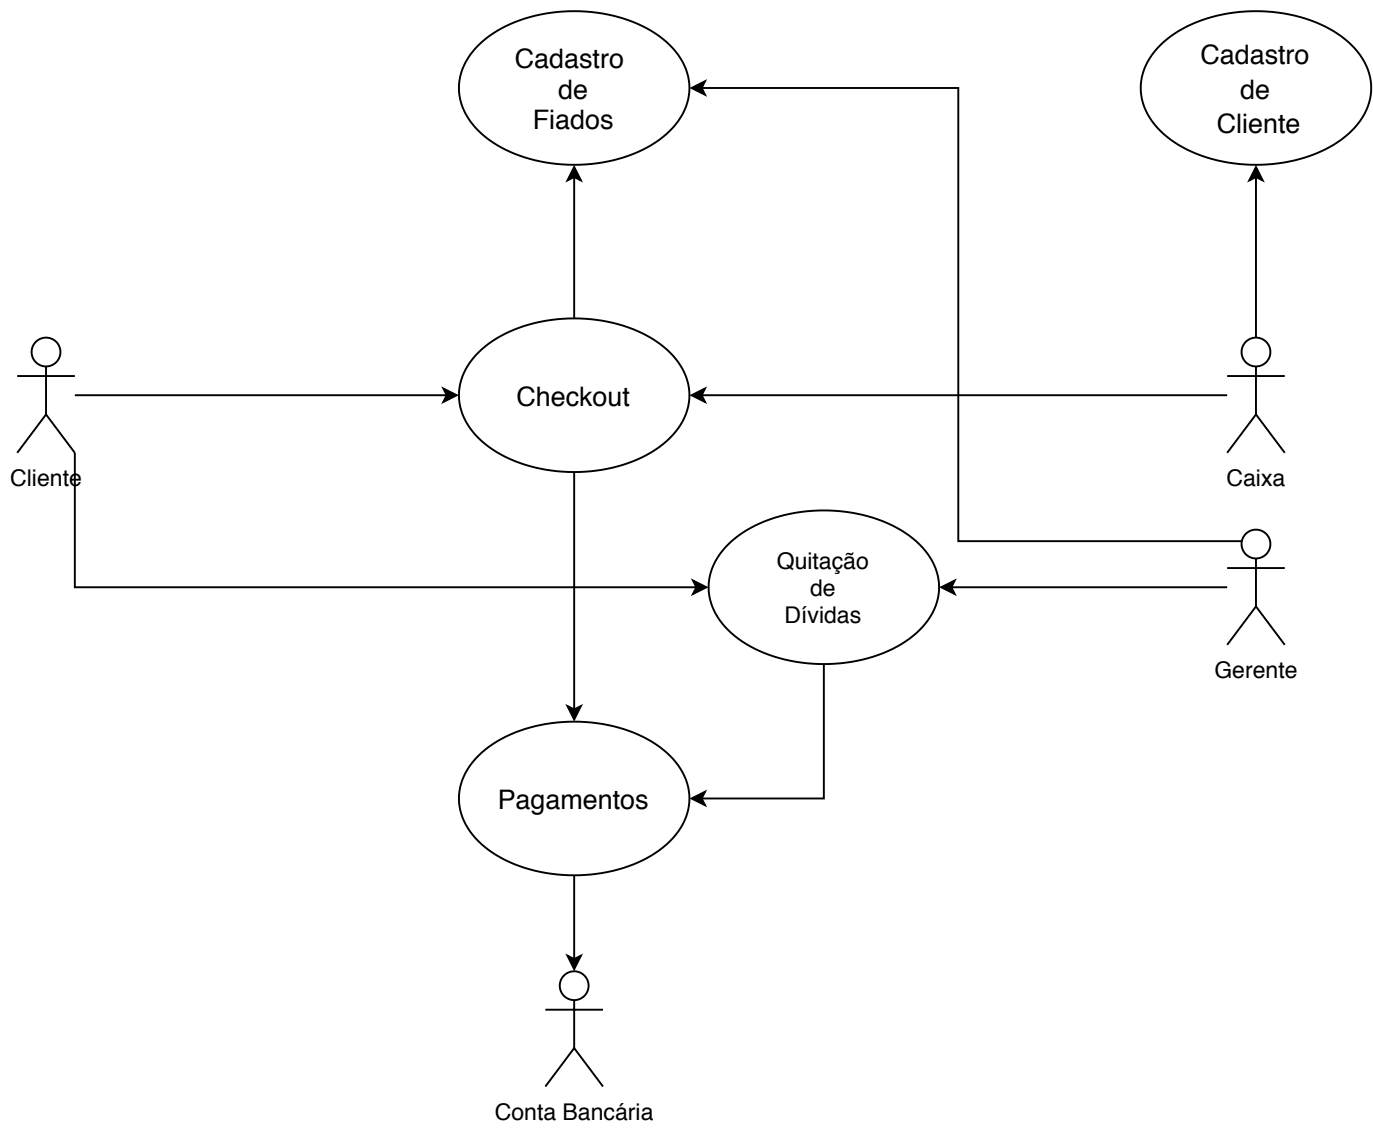 Cadastro
de
Fiados
Cadastro
de
Cliente
Checkout
Cliente
Caixa
Quitação
de
Dívidas
Gerente
Pagamentos
Conta Bancária